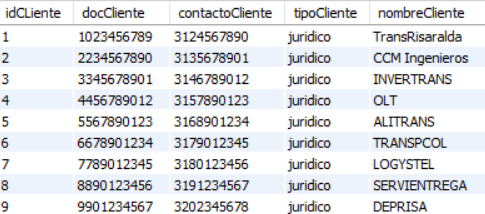 idCLiente docCliente contactoCliente tipoCliente nombreCliente
1 1023456789 3124567890 juridico TransRisaralda
2 2234567890 3135678901 juridico CCM Ingenieros
3 3345678901 3146789012 juridico INVERTRANS
4 4456789012 3157890123 juridico OLT
5 5567890123 3168901234 juridico ALITRANS
6 6678901234 3179012345 juridico TRANSPCOL
7 7789012345 3180123456 juridico LOGYSTEL
8 8890123456 3191234567 juridico SERVIENTREGA
9 9901234567 3202345678 juridico DEPRISA